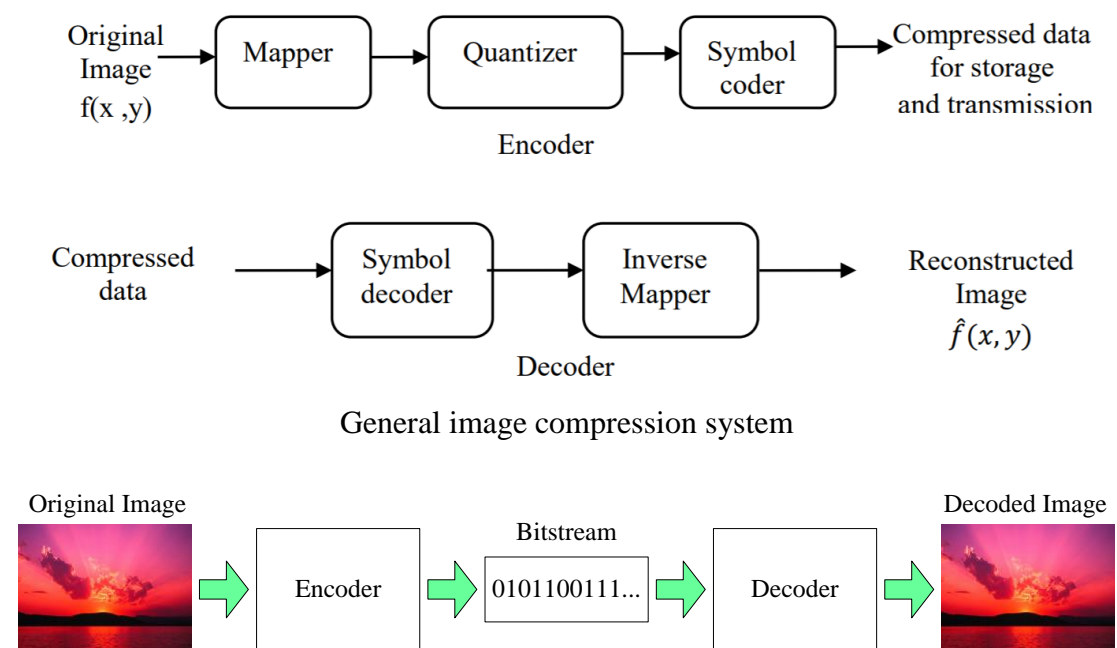 Original
Image
f(x ,y)
Mapper
Quantizer
Symbol
coder
Compressed data
for storage
and transmission
Encoder
Compressed
data
Symbol
decoder
Inverse
Mapper
Reconstructed
Image
f̂(x, y)
Decoder
General image compression system
Original Image
Encoder
Bitstream
0101100111...
Decoder
Decoded Image